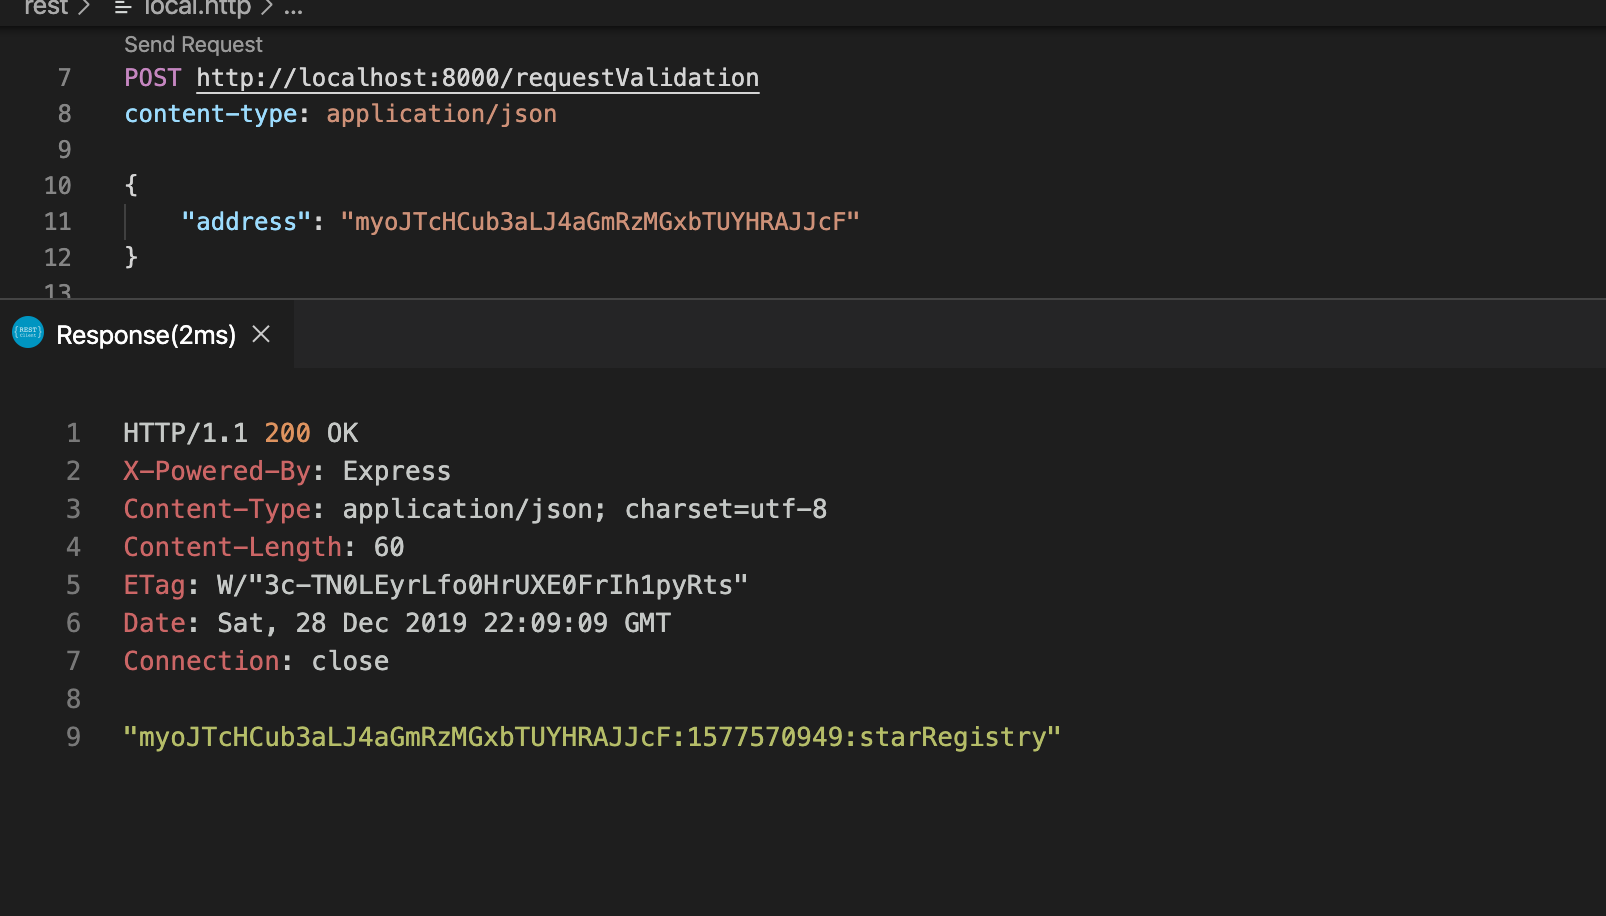 rest > local.http > ...
Send Request
7 POST http://localhost:8000/requestValidation
8 content-type: application/json
9
10 {
11 "address": "myoJTcHCub3aLJ4aGmRzMGxbTUYHRAJJcF"
12 }
13
{REST} Client Response(2ms) ×
1 HTTP/1.1 200 OK
2 X-Powered-By: Express
3 Content-Type: application/json; charset=utf-8
4 Content-Length: 60
5 ETag: W/"3c-TN0LEyrLfo0HrUXE0FrIh1pyRts"
6 Date: Sat, 28 Dec 2019 22:09:09 GMT
7 Connection: close
8
9 "myoJTcHCub3aLJ4aGmRzMGxbTUYHRAJJcF:1577570949:starRegistry"